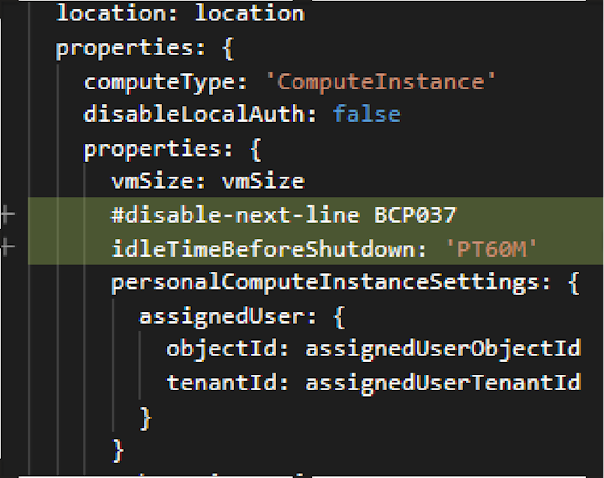 location: location
properties: {
computeType: 'ComputeInstance'
disableLocalAuth: false
properties: {
vmSize: vmSize
+ #disable-next-line BCP037
+ idleTimeBeforeShutdown: 'PT60M'
personalComputeInstanceSettings: {
assignedUser: {
objectId: assignedUserObjectId
tenantId: assignedUserTenantId
}
}